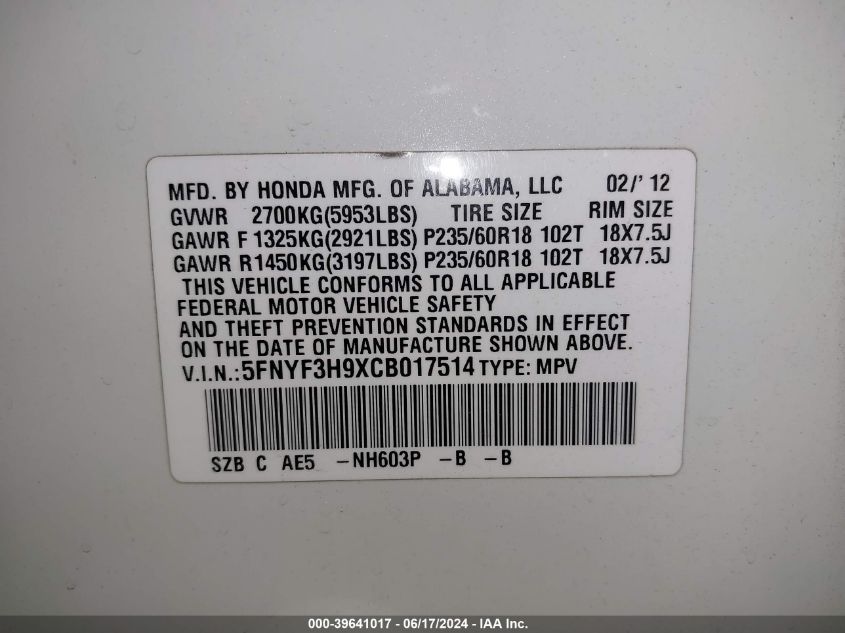 MFD. BY HONDA MFG. OF ALABAMA, LLC 02/'12
GVWR 2700KG(5953LBS) TIRE SIZE RIM SIZE
GAWR F1325KG(2921LBS) P235/60R18 102T 18X7.5J
GAWR R1450KG(3197LBS) P235/60R18 102T 18X7.5J
THIS VEHICLE CONFORMS TO ALL APPLICABLE
FEDERAL MOTOR VEHICLE SAFETY
AND THEFT PREVENTION STANDARDS IN EFFECT
ON THE DATE OF MANUFACTURE SHOWN ABOVE.
V.I.N.:5FNYF3H9XCB017514 TYPE: MPV
SZB C AE5 -NH603P -B -B
000-39641017 - 06/17/2024 - IAA Inc.